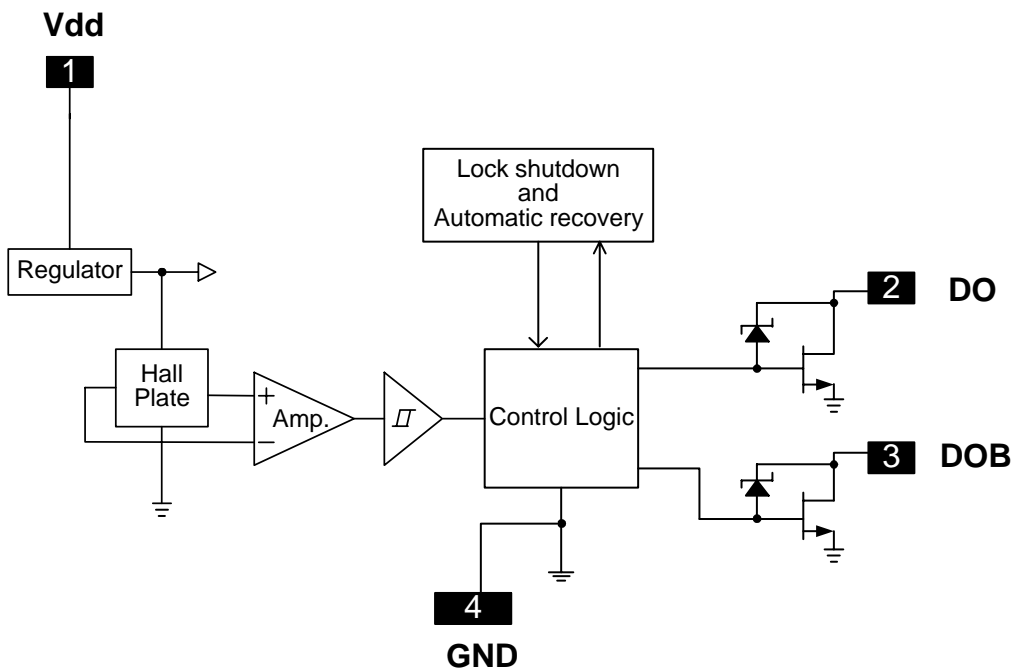 Vdd
1
Lock shutdown
and
Automatic recovery
Regulator
2 DO
Hall
Plate
+
Amp.
−
Control Logic
3 DOB
4
GND